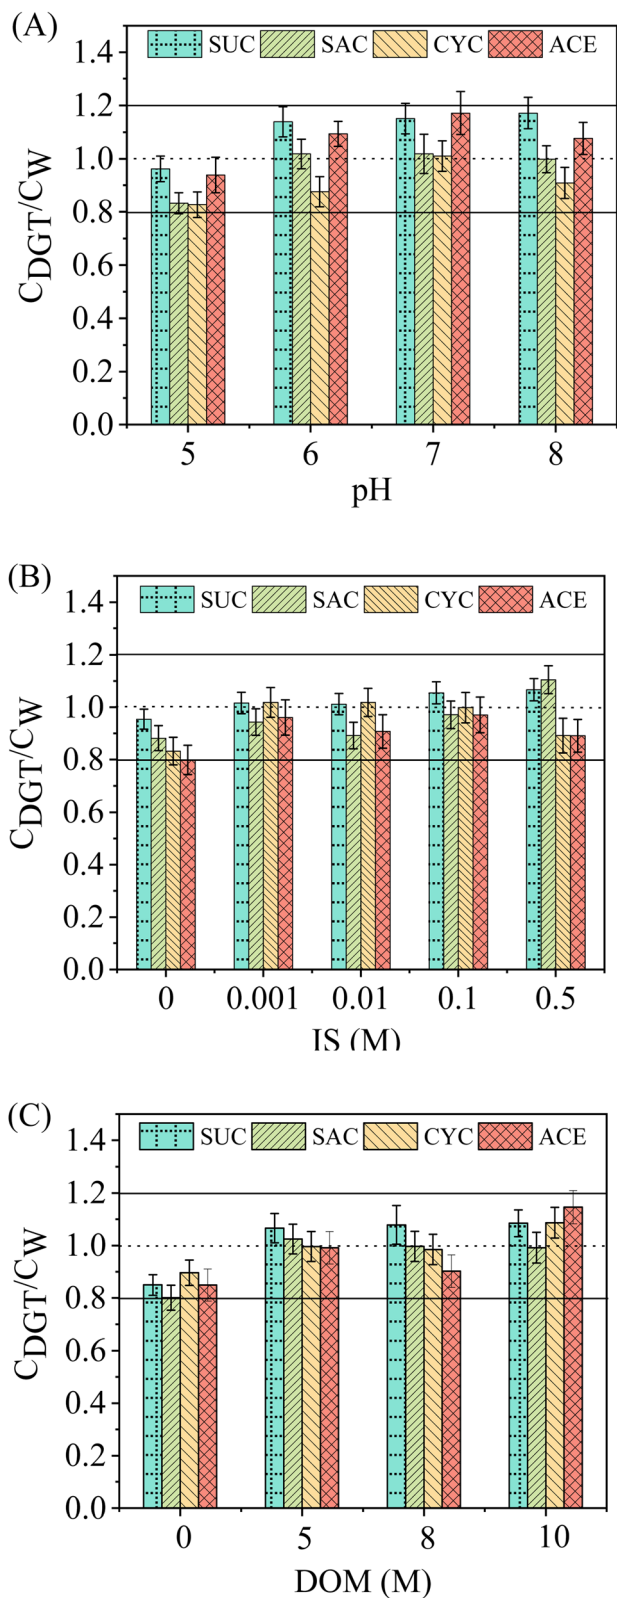 (A)
SUC SAC CYC ACE
1.4
1.2
1.0
0.8
0.6
0.4
0.2
0.0
CDGT/CW
5 6 7 8
pH
(B)
SUC SAC CYC ACE
1.4
1.2
1.0
0.8
0.6
0.4
0.2
0.0
CDGT/CW
0 0.001 0.01 0.1 0.5
IS (M)
(C)
SUC SAC CYC ACE
1.4
1.2
1.0
0.8
0.6
0.4
0.2
0.0
CDGT/CW
0 5 8 10
DOM (M)